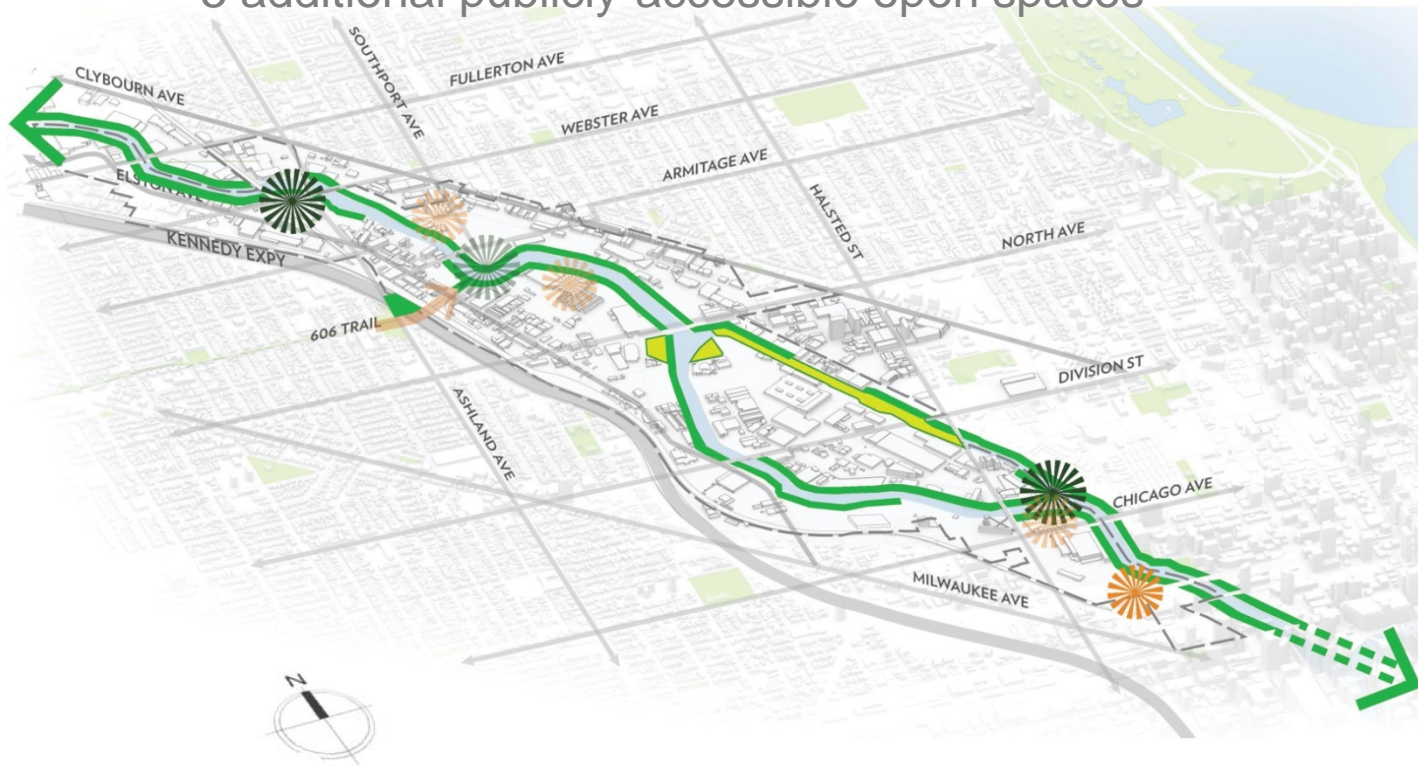 3 additional publicly-accessible open spaces
CLYBOURN AVE
SOUTHPORT AVE
FULLERTON AVE
WEBSTER AVE
ARMITAGE AVE
ELSTON AVE
HALSTED ST
NORTH AVE
KENNEDY EXPY
606 TRAIL
DIVISION ST
ASHLAND AVE
CHICAGO AVE
MILWAUKEE AVE
N